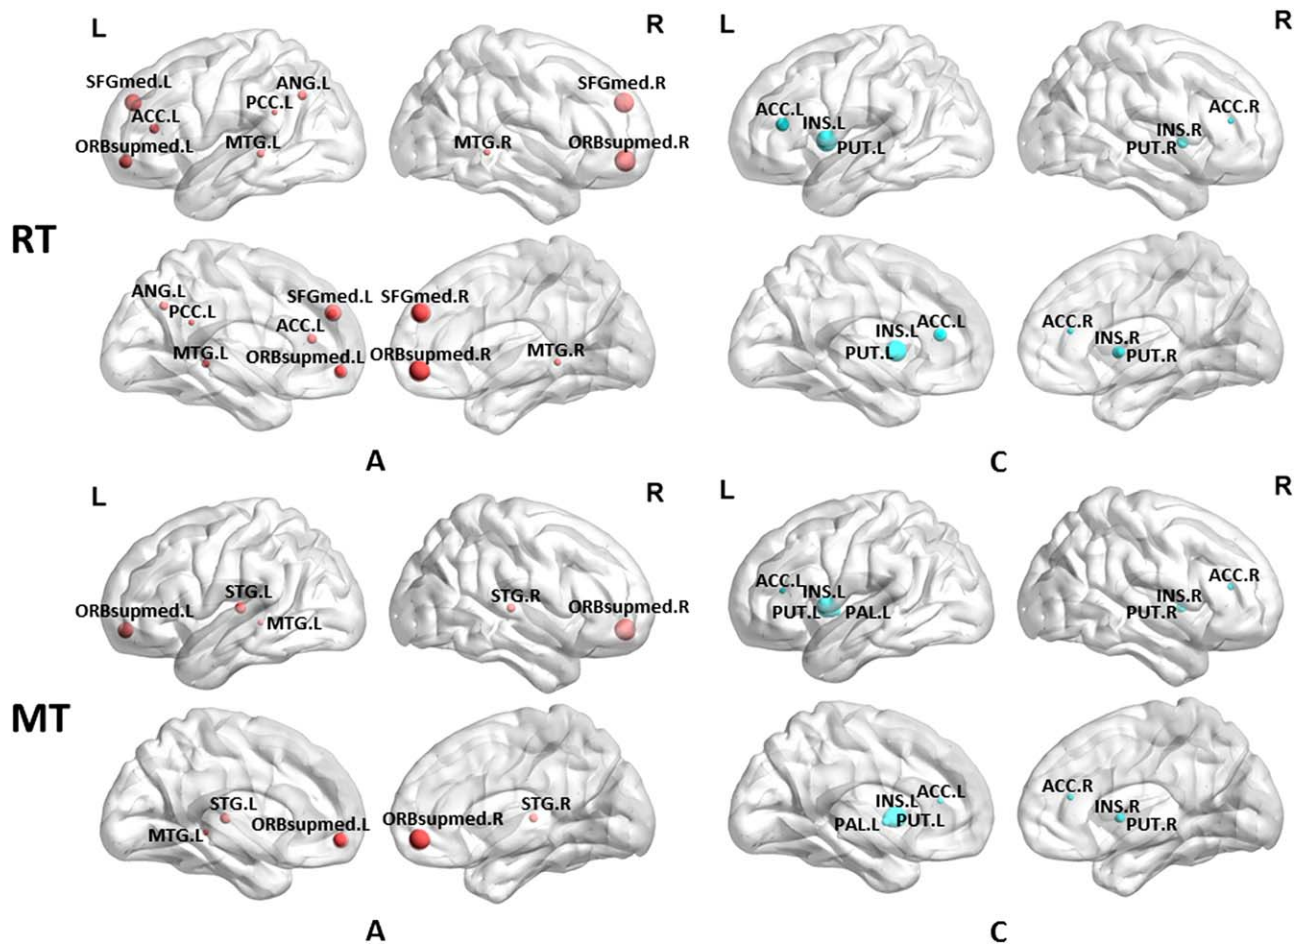 L
R
L
R
SFGmed.L
ANG.L
PCC.L
ACC.L
ORBsupmed.L
MTG.L
SFGmed.R
MTG.R
ORBsupmed.R
ACC.L
INS.L
PUT.L
ACC.R
INS.R
PUT.R
RT
ANG.L
PCC.L
SFGmed.L
ACC.L
MTG.L
ORBsupmed.L
SFGmed.R
ORBsupmed.R
MTG.R
INS.L
ACC.L
PUT.L
ACC.R
INS.R
PUT.R
A
C
L
R
L
R
STG.L
ORBsupmed.L
MTG.L
STG.R
ORBsupmed.R
ACC.L
INS.L
PUT.L
PAL.L
ACC.R
INS.R
PUT.R
MT
STG.L
MTG.L
ORBsupmed.L
STG.R
ORBsupmed.R
INS.L
ACC.L
PAL.L
PUT.L
ACC.R
INS.R
PUT.R
A
C